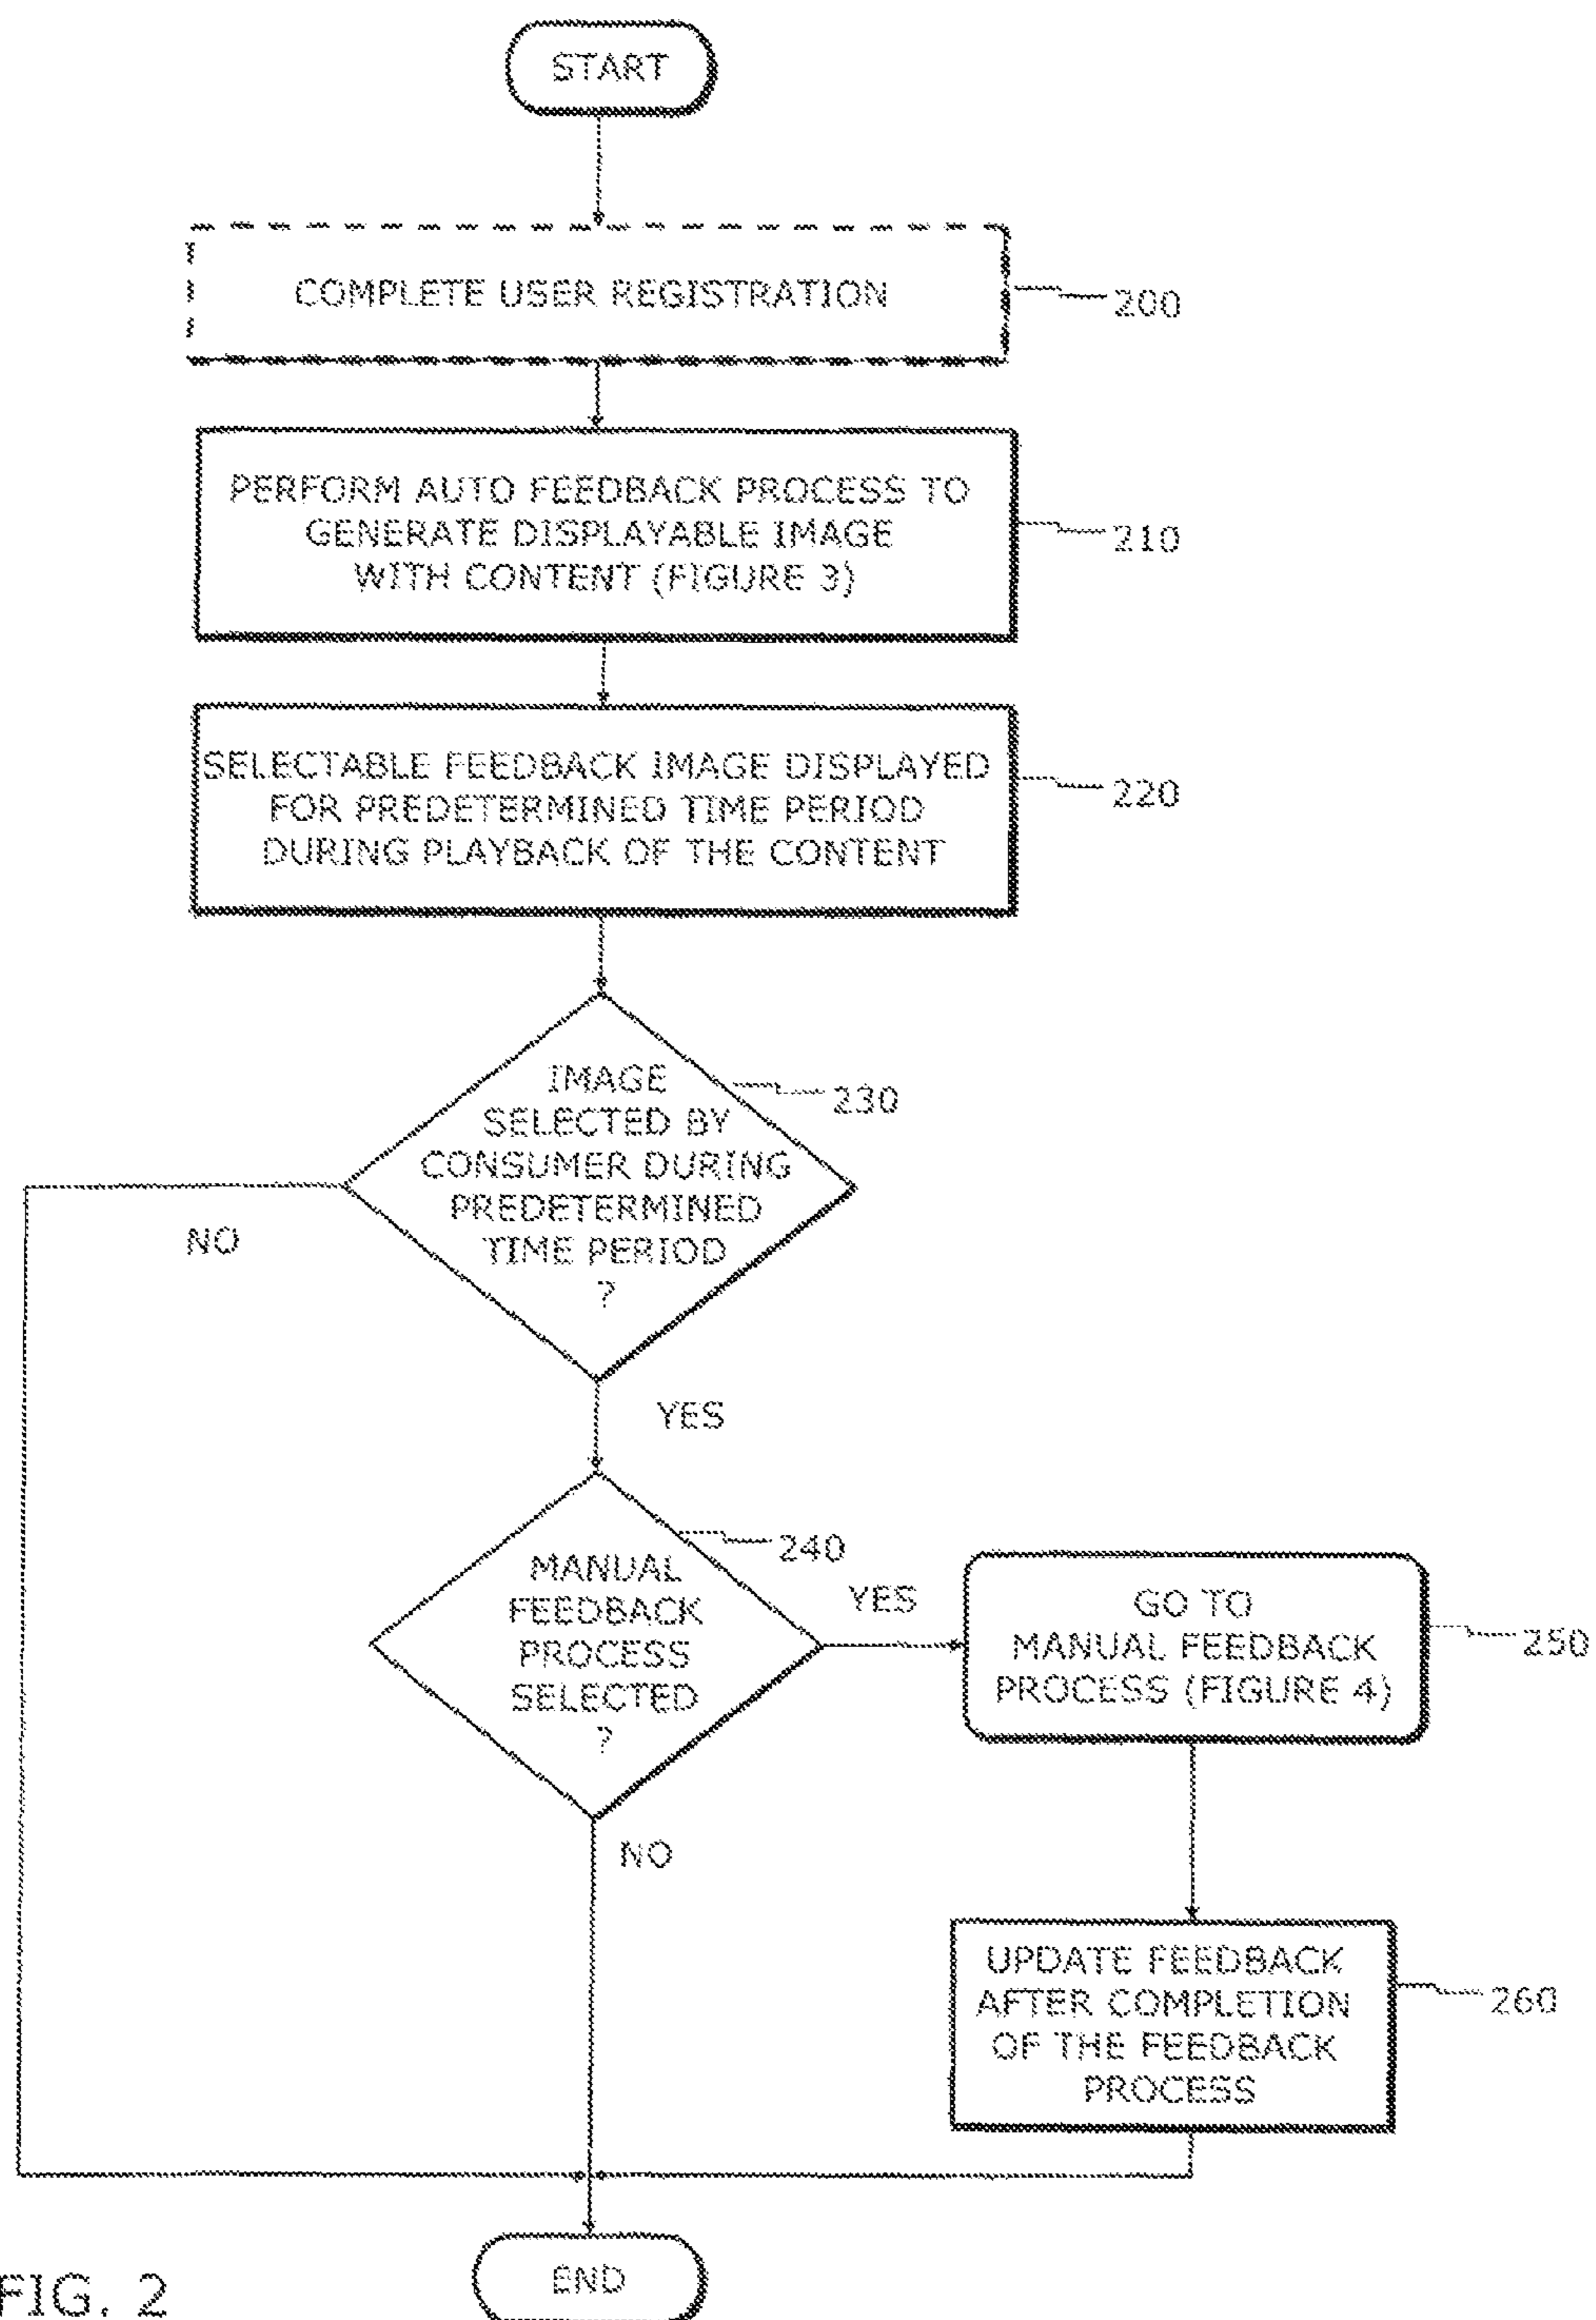 START
COMPLETE USER REGISTRATION
200
PERFORM AUTO FEEDBACK PROCESS TO
GENERATE DISPLAYABLE IMAGE
WITH CONTENT (FIGURE 3)
210
SELECTABLE FEEDBACK IMAGE DISPLAYED
FOR PREDETERMINED TIME PERIOD
DURING PLAYBACK OF THE CONTENT
220
IMAGE
SELECTED BY
CONSUMER DURING
PREDETERMINED
TIME PERIOD
?
230
NO
YES
MANUAL
FEEDBACK
PROCESS
SELECTED
?
240
YES
GO TO
MANUAL FEEDBACK
PROCESS (FIGURE 4)
250
NO
UPDATE FEEDBACK
AFTER COMPLETION
OF THE FEEDBACK
PROCESS
260
END
FIG. 2